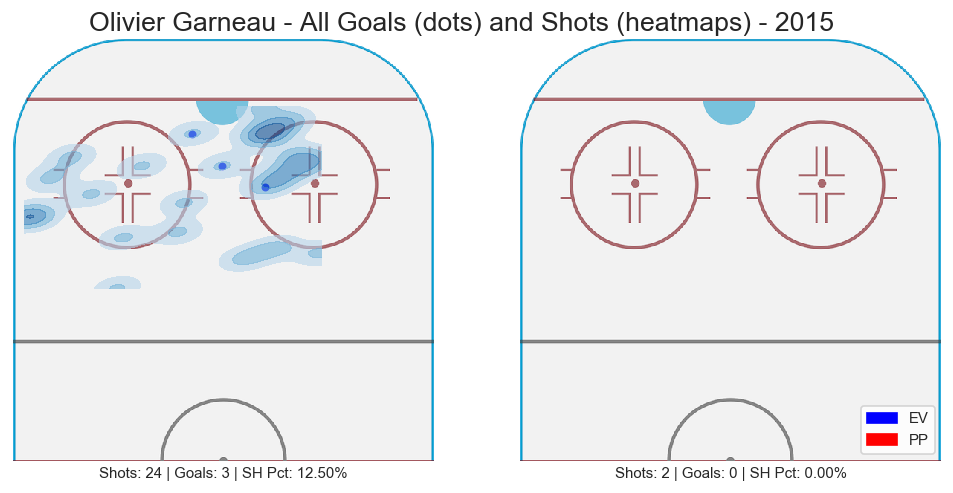 Olivier Garneau - All Goals (dots) and Shots (heatmaps) - 2015
EV
PP
Shots: 24 | Goals: 3 | SH Pct: 12.50%
Shots: 2 | Goals: 0 | SH Pct: 0.00%